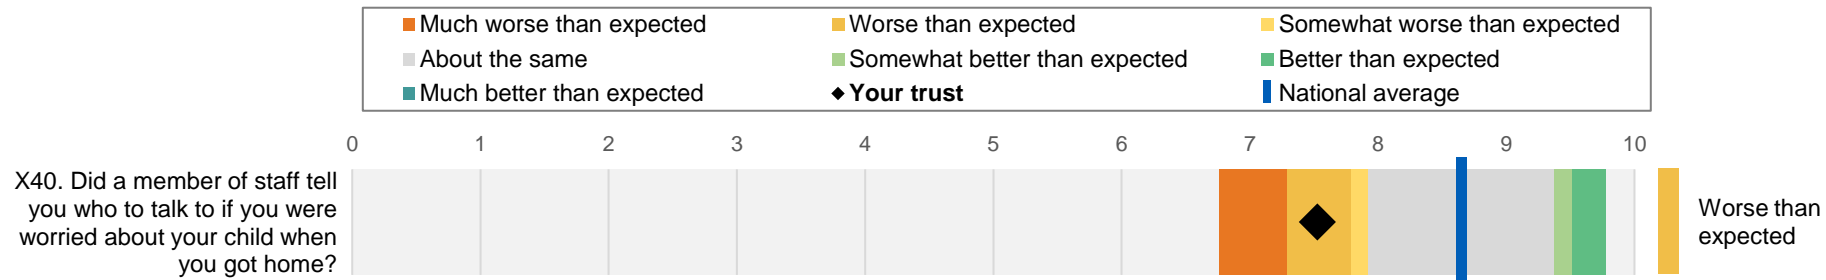 Much worse than expected
Worse than expected
Somewhat worse than expected
About the same
Somewhat better than expected
Better than expected
Much better than expected
Your trust
National average
0 1 2 3 4 5 6 7 8 9 10
X40. Did a member of staff tell
you who to talk to if you were
worried about your child when
you got home?
Worse than
expected